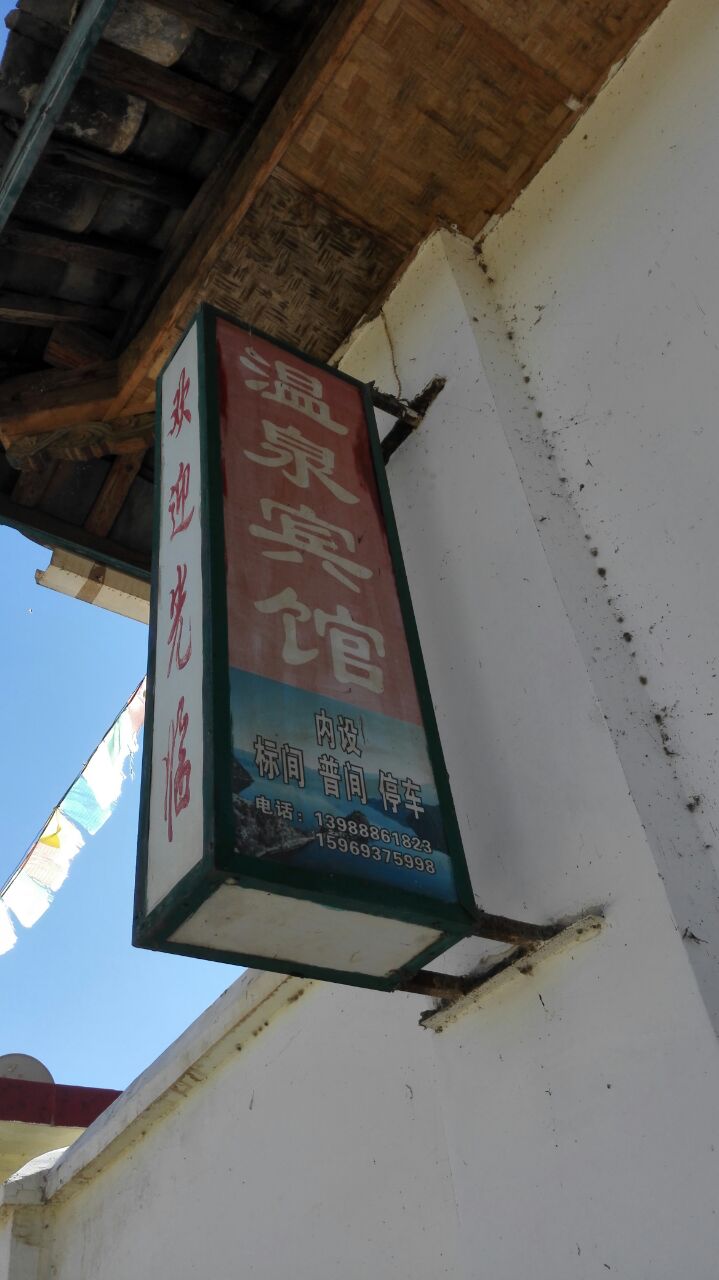 欢迎光临
温泉宾馆
内设
标间 普间 停车
电话：13988861823
15969375998